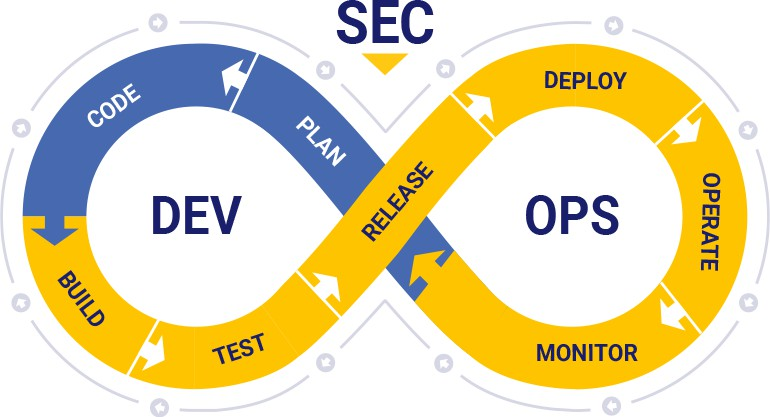 SEC
DEPLOY
CODE
PLAN
RELEASE
DEV
OPS
OPERATE
BUILD
TEST
MONITOR